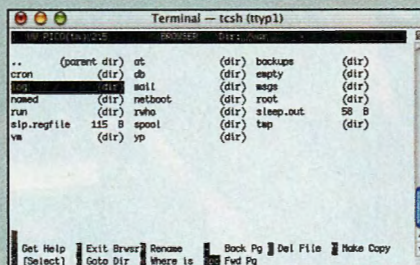 Terminal — tcsh (ttyp1)
UW PICO(tm) BROWSER Dir: /var
.. (parent dir) at (dir) backups (dir)
cron (dir) db (dir) empty (dir)
log (dir) mail (dir) msgs (dir)
named (dir) netboot (dir) root (dir)
run (dir) rwho (dir) sleep.out 58 B
slp.regfile 115 B spool (dir) tmp (dir)
vm (dir) yp (dir)
Get Help Exit Brwsr Rename Back Pg Del File Make Copy
[Select] Goto Dir Where is Fwd Pg